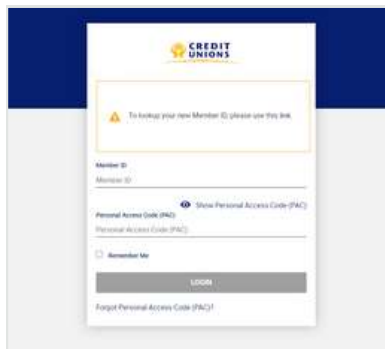 CREDIT
UNIONS
To lookup your new Member ID, please use this link.
Member ID
Member ID
Show Personal Access Code (PAC)
Personal Access Code (PAC)
Personal Access Code (PAC)
Remember Me
LOGIN
Forgot Personal Access Code (PAC)?